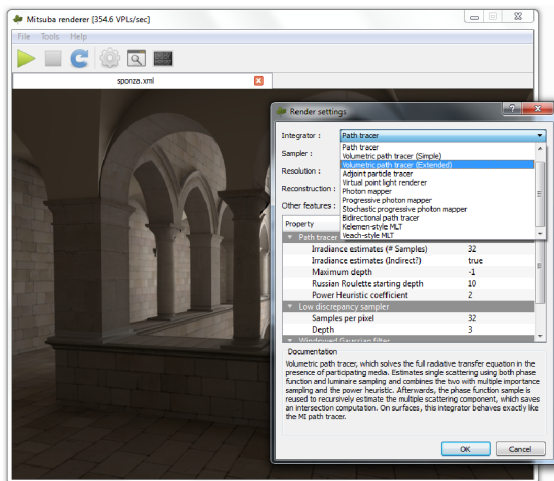 Mitsuba renderer [354.6 VPLs/sec]
File Tools Help
sponza.xml
Render settings
Integrator : Path tracer
Path tracer
Sampler :
Volumetric path tracer (Simple)
Volumetric path tracer (Extended)
Resolution :
Adjoint particle tracer
Virtual point light renderer
Reconstruction :
Photon mapper
Progressive photon mapper
Other features :
Stochastic progressive photon mapper
Bidirectional path tracer
Property
Kelemen-style MLT
Veach-style MLT
Path tracer
Irradiance estimates (# Samples) 32
Irradiance estimates (Indirect?) true
Maximum depth -1
Russian Roulette starting depth 10
Power Heuristic coefficient 2
Low discrepancy sampler
Samples per pixel 32
Depth 3
Windowed Gaussian filter
Documentation
Volumetric path tracer, which solves the full radiative transfer equation in the
presence of participating media. Estimates single scattering using both phase
function and luminaire sampling and combines the two with multiple importance
sampling and the power heuristic. Afterwards, the phase function sample is
reused to recursively estimate the multiple scattering component, which saves
an intersection computation. On surfaces, this integrator behaves exactly like
the MI path tracer.
OK Cancel